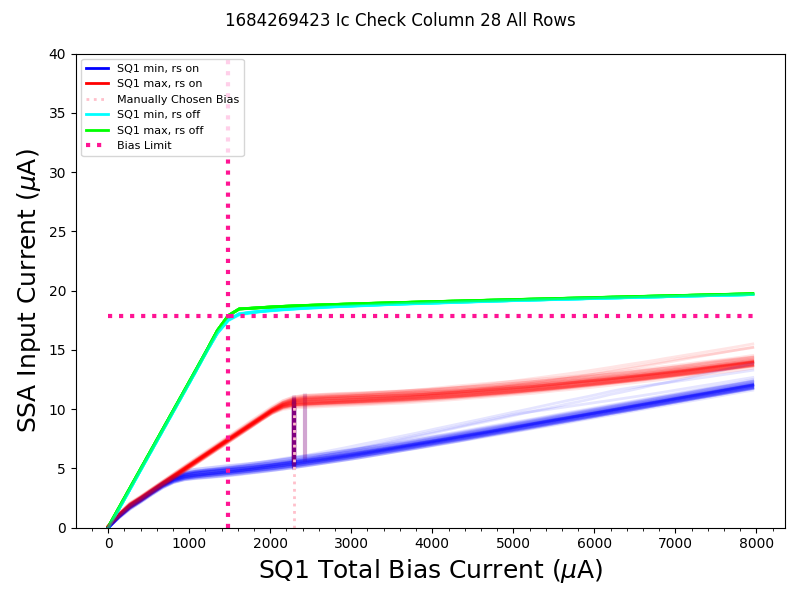 1684269423 Ic Check Column 28 All Rows
40
35
30
25
20
15
10
5
0
SSA Input Current (μA)
SQ1 min, rs on
SQ1 max, rs on
Manually Chosen Bias
SQ1 min, rs off
SQ1 max, rs off
Bias Limit
0 1000 2000 3000 4000 5000 6000 7000 8000
SQ1 Total Bias Current (μA)